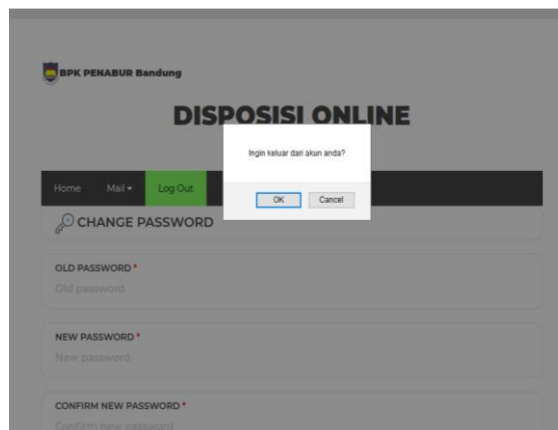 BPK PENABUR Bandung
DISPOSISI ONLINE
Ingin keluar dari akun anda?
OK Cancel
Home Mail Log Out
CHANGE PASSWORD
OLD PASSWORD *
Old password
NEW PASSWORD *
New password
CONFIRM NEW PASSWORD *
Confirm new password